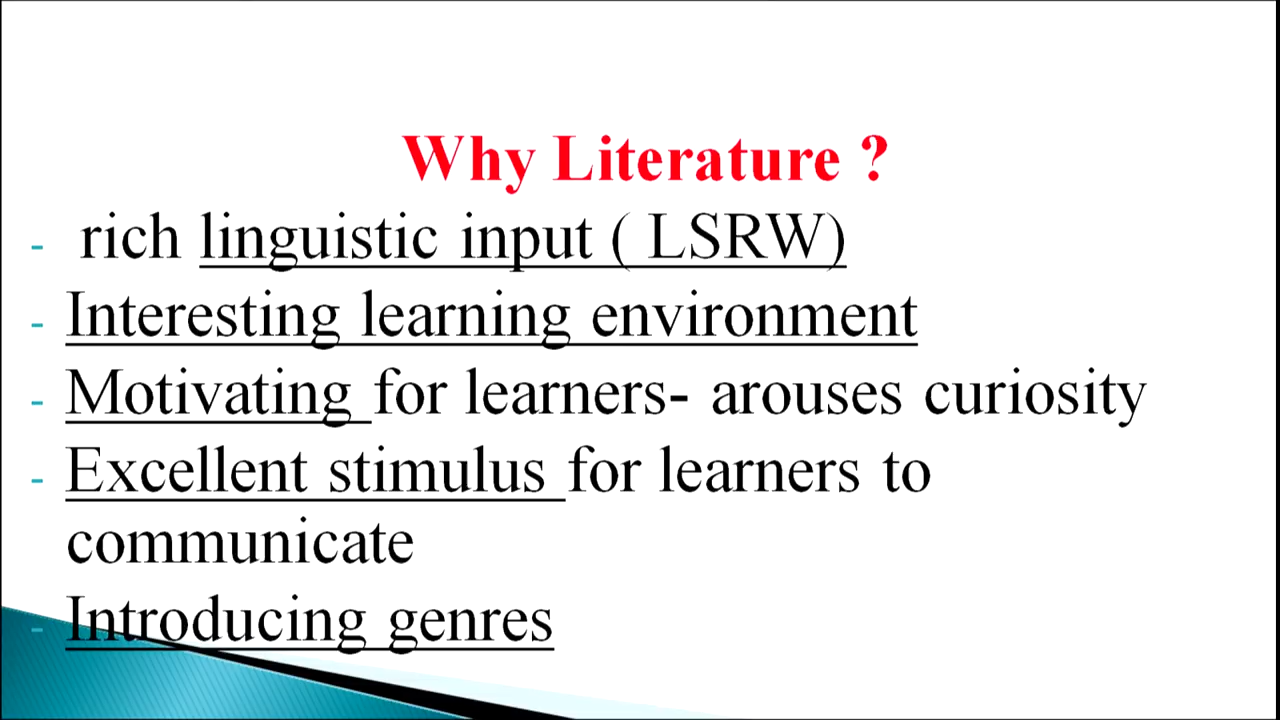 Why Literature ?
- rich linguistic input ( LSRW)
- Interesting learning environment
- Motivating for learners- arouses curiosity
- Excellent stimulus for learners to
communicate
- Introducing genres